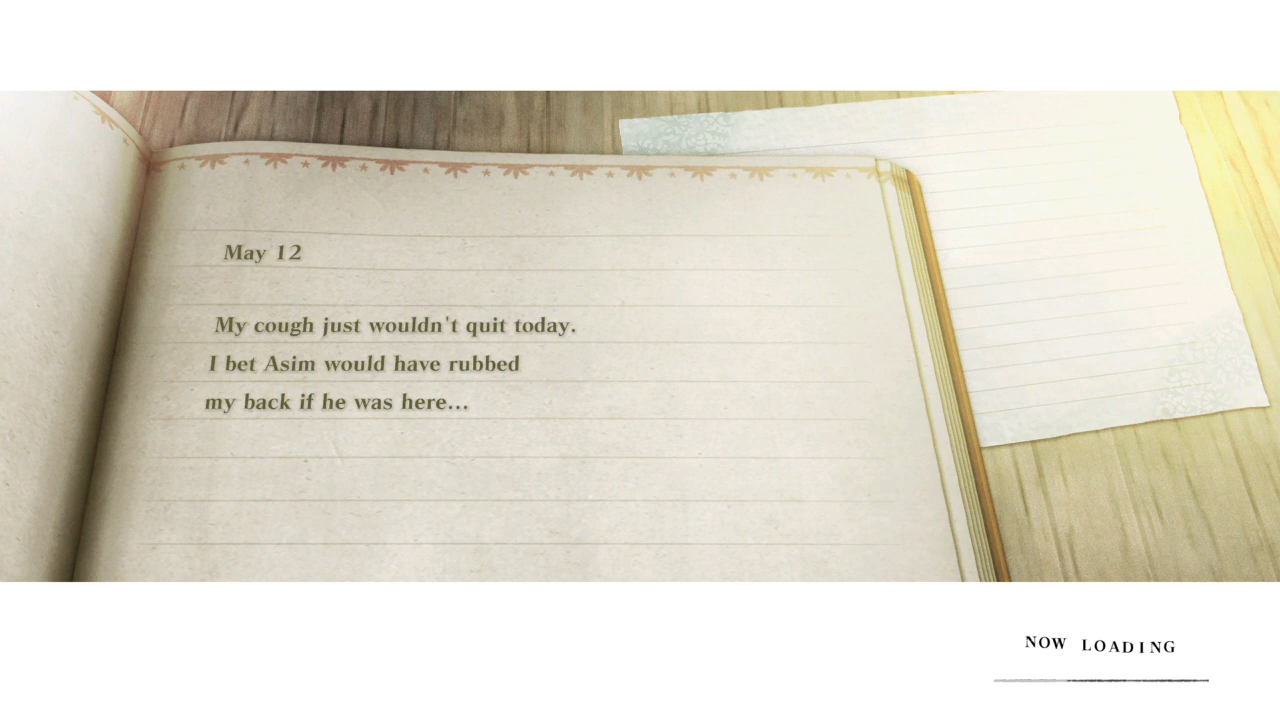 May 12
My cough just wouldn't quit today.
I bet Asim would have rubbed
my back if he was here...
NOW LOADING